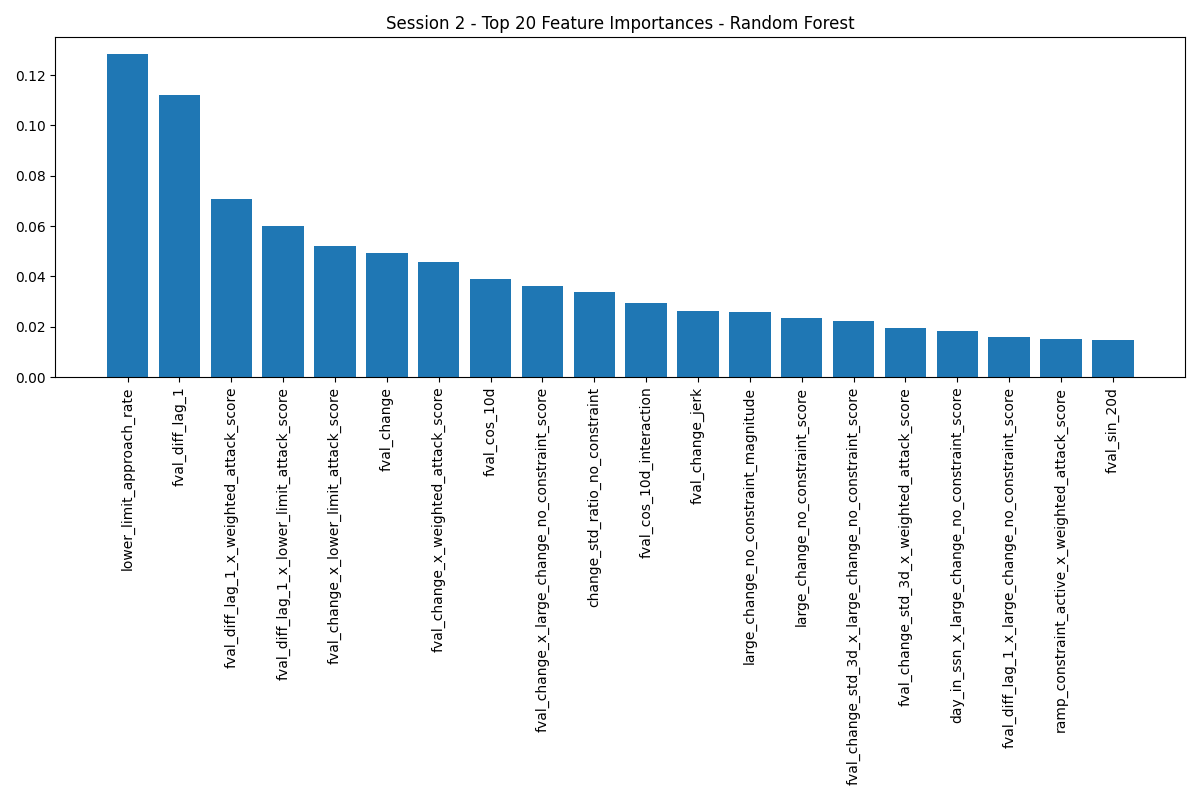 Session 2 - Top 20 Feature Importances - Random Forest
0.12
0.10
0.08
0.06
0.04
0.02
0.00
lower_limit_approach_rate
fval_diff_lag_1
fval_diff_lag_1_x_weighted_attack_score
fval_diff_lag_1_x_lower_limit_attack_score
fval_change_x_lower_limit_attack_score
fval_change
fval_change_x_weighted_attack_score
fval_cos_10d
fval_change_x_large_change_no_constraint_score
change_std_ratio_no_constraint
fval_cos_10d_interaction
fval_change_jerk
large_change_no_constraint_magnitude
large_change_no_constraint_score
fval_change_std_3d_x_large_change_no_constraint_score
fval_change_std_3d_x_weighted_attack_score
day_in_ssn_x_large_change_no_constraint_score
fval_diff_lag_1_x_large_change_no_constraint_score
ramp_constraint_active_x_weighted_attack_score
fval_sin_20d